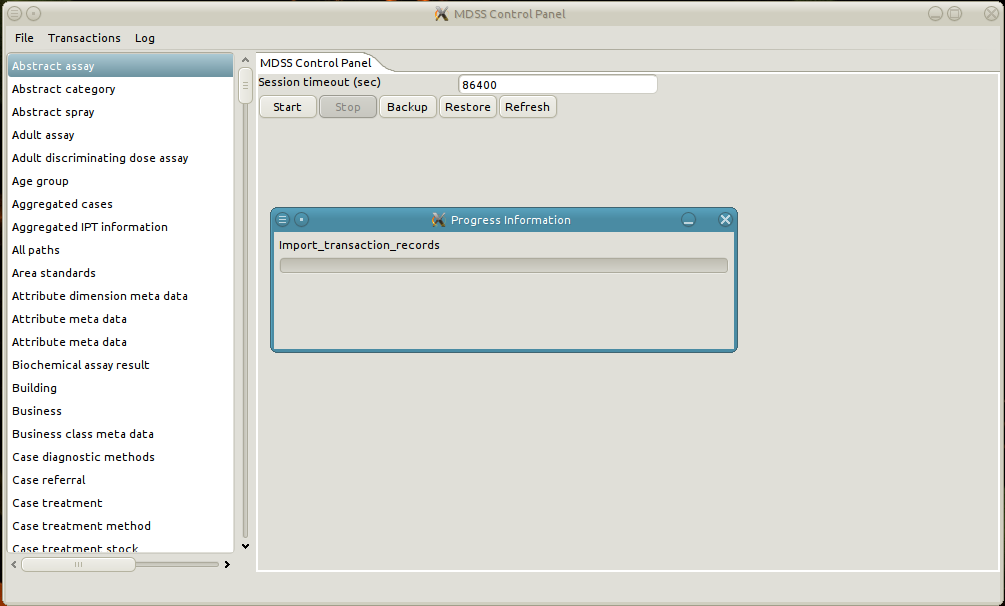 MDSS Control Panel
File Transactions Log
Abstract assay
Abstract category
Abstract spray
Adult assay
Adult discriminating dose assay
Age group
Aggregated cases
Aggregated IPT information
All paths
Area standards
Attribute dimension meta data
Attribute meta data
Attribute meta data
Biochemical assay result
Building
Business
Business class meta data
Case diagnostic methods
Case referral
Case treatment
Case treatment method
Case treatment stock
MDSS Control Panel
Session timeout (sec) 86400
Start Stop Backup Restore Refresh
Progress Information
Import_transaction_records